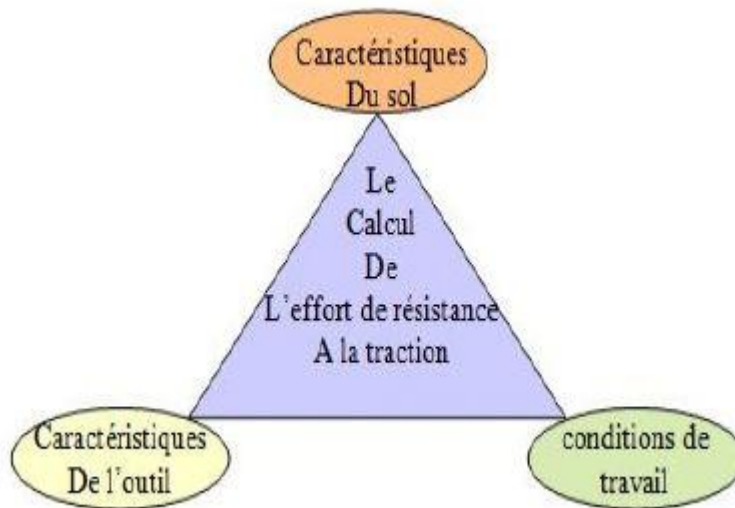 Caractéristiques
Du sol
Le
Calcul
De
L'effort de résistance
A la traction
Caractéristiques
De l'outil
conditions de
travail